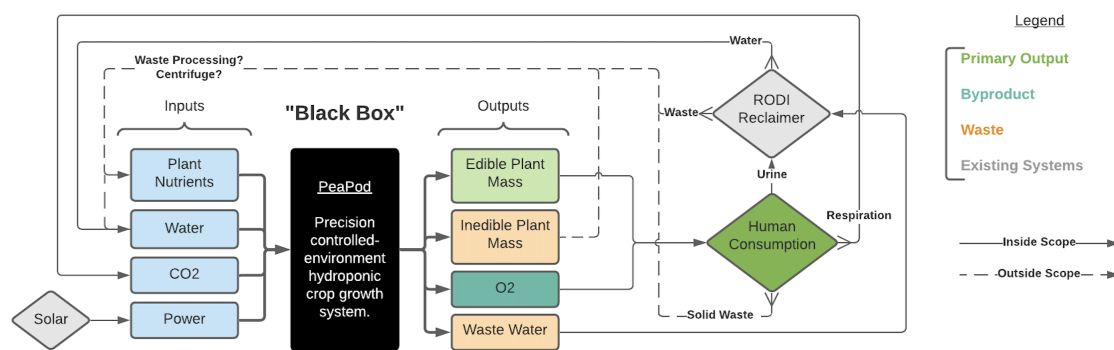 Water
Legend
Waste Processing?
Centrifuge?
Primary Output
Byproduct
Waste
Existing Systems
Inputs
"Black Box"
Outputs
RODI
Reclaimer
Waste
Plant
Nutrients
Water
CO2
Power
Solar
PeaPod
Precision
controlled-
environment
hydroponic
crop growth
system.
Edible Plant
Mass
Inedible Plant
Mass
O2
Waste Water
Urine
Human
Consumption
Respiration
Solid Waste
Inside Scope
Outside Scope